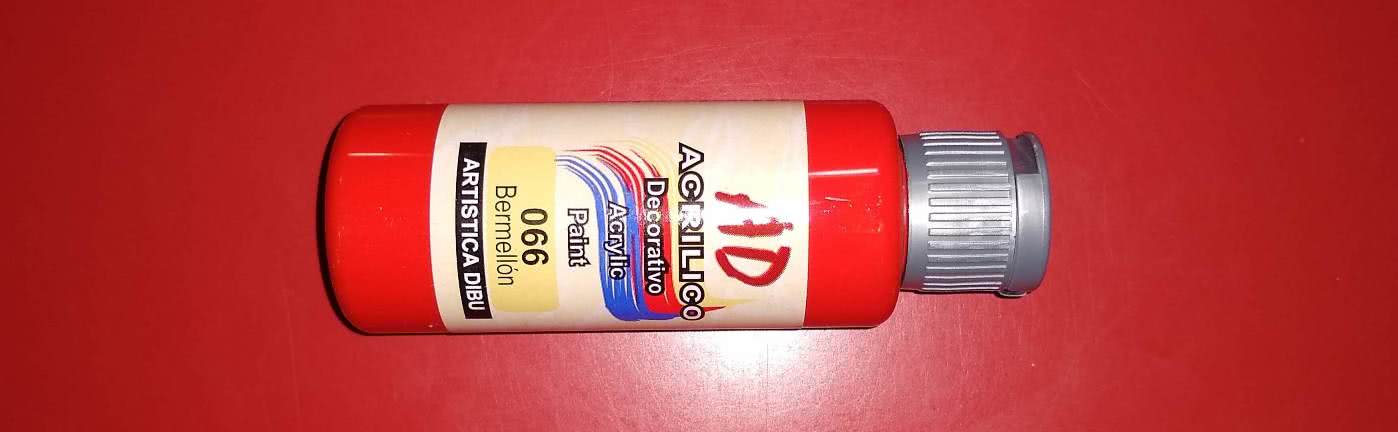 AD
ACRILICO
Decorativo
Acrylic
Paint
066
Bermellón
ARTISTICA DIBU